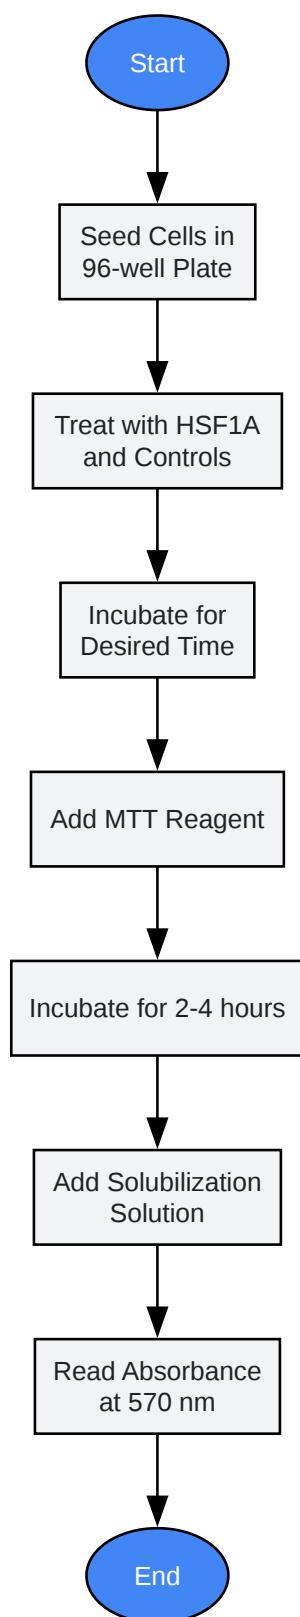 Start
Seed Cells in
96-well Plate
Treat with HSF1A
and Controls
Incubate for
Desired Time
Add MTT Reagent
Incubate for 2-4 hours
Add Solubilization
Solution
Read Absorbance
at 570 nm
End